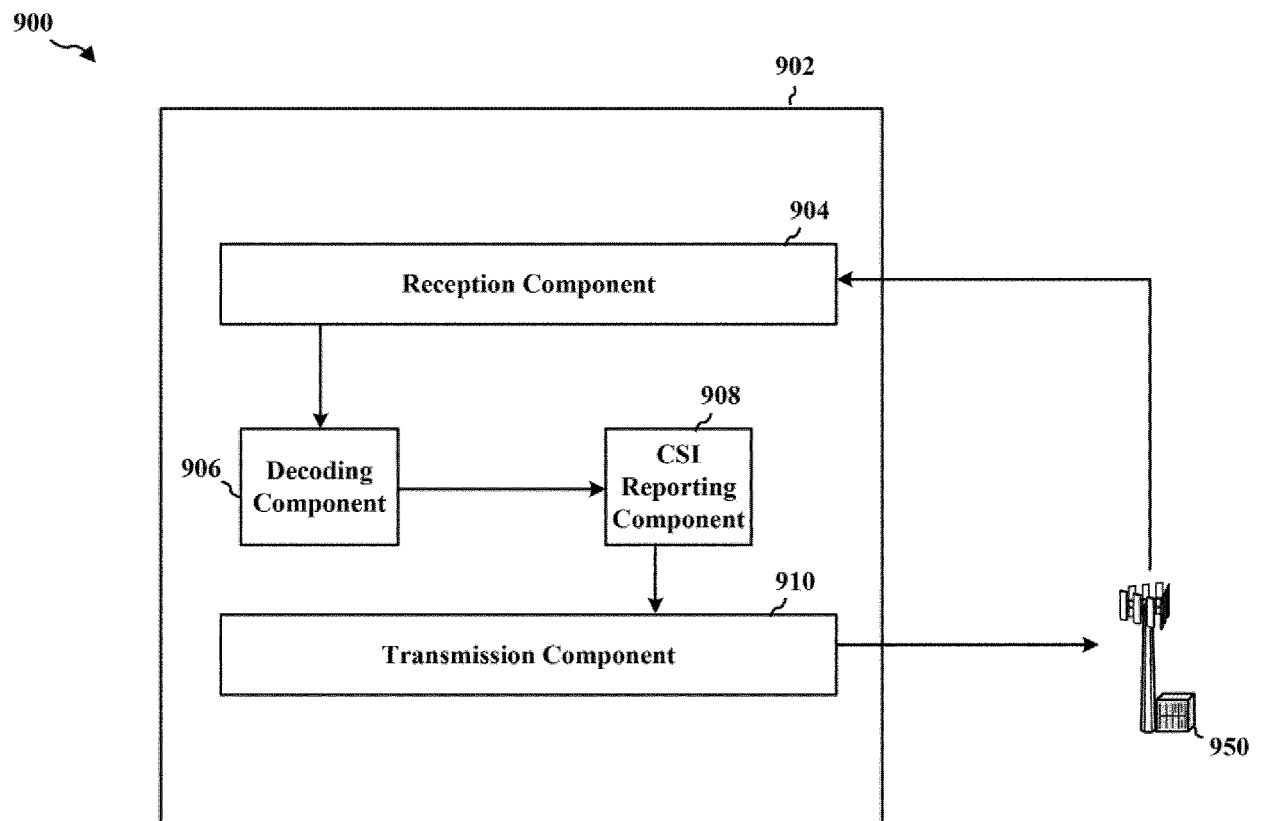 900
902
904
Reception Component
908
906
Decoding
Component
CSI
Reporting
Component
910
Transmission Component
950